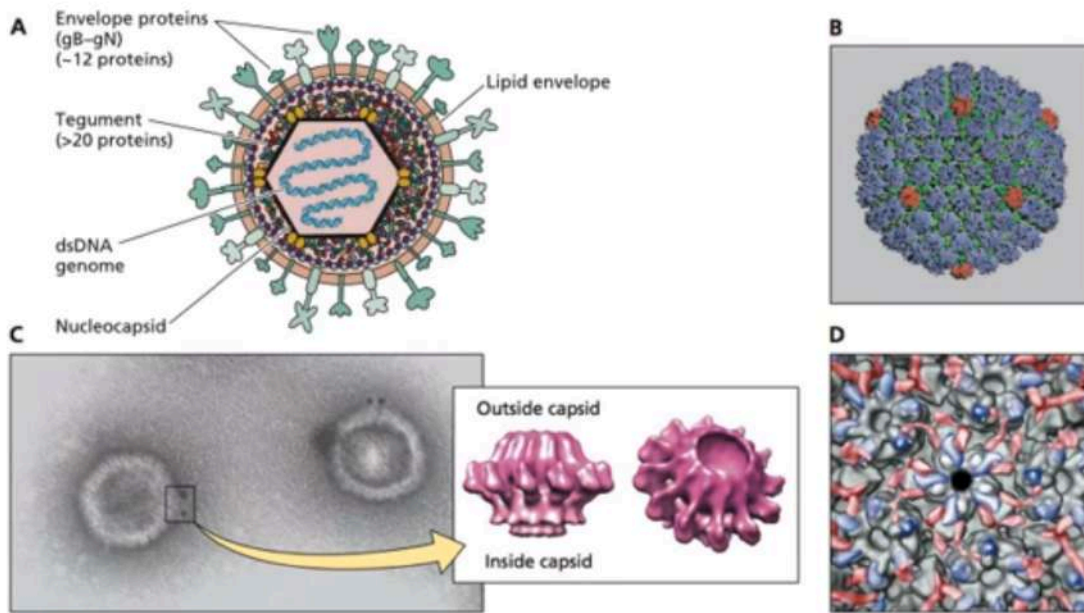 A
Envelope proteins
(gB–gN)
(~12 proteins)
Lipid envelope
Tegument
(>20 proteins)
dsDNA
genome
Nucleocapsid
B
C
Outside capsid
Inside capsid
D